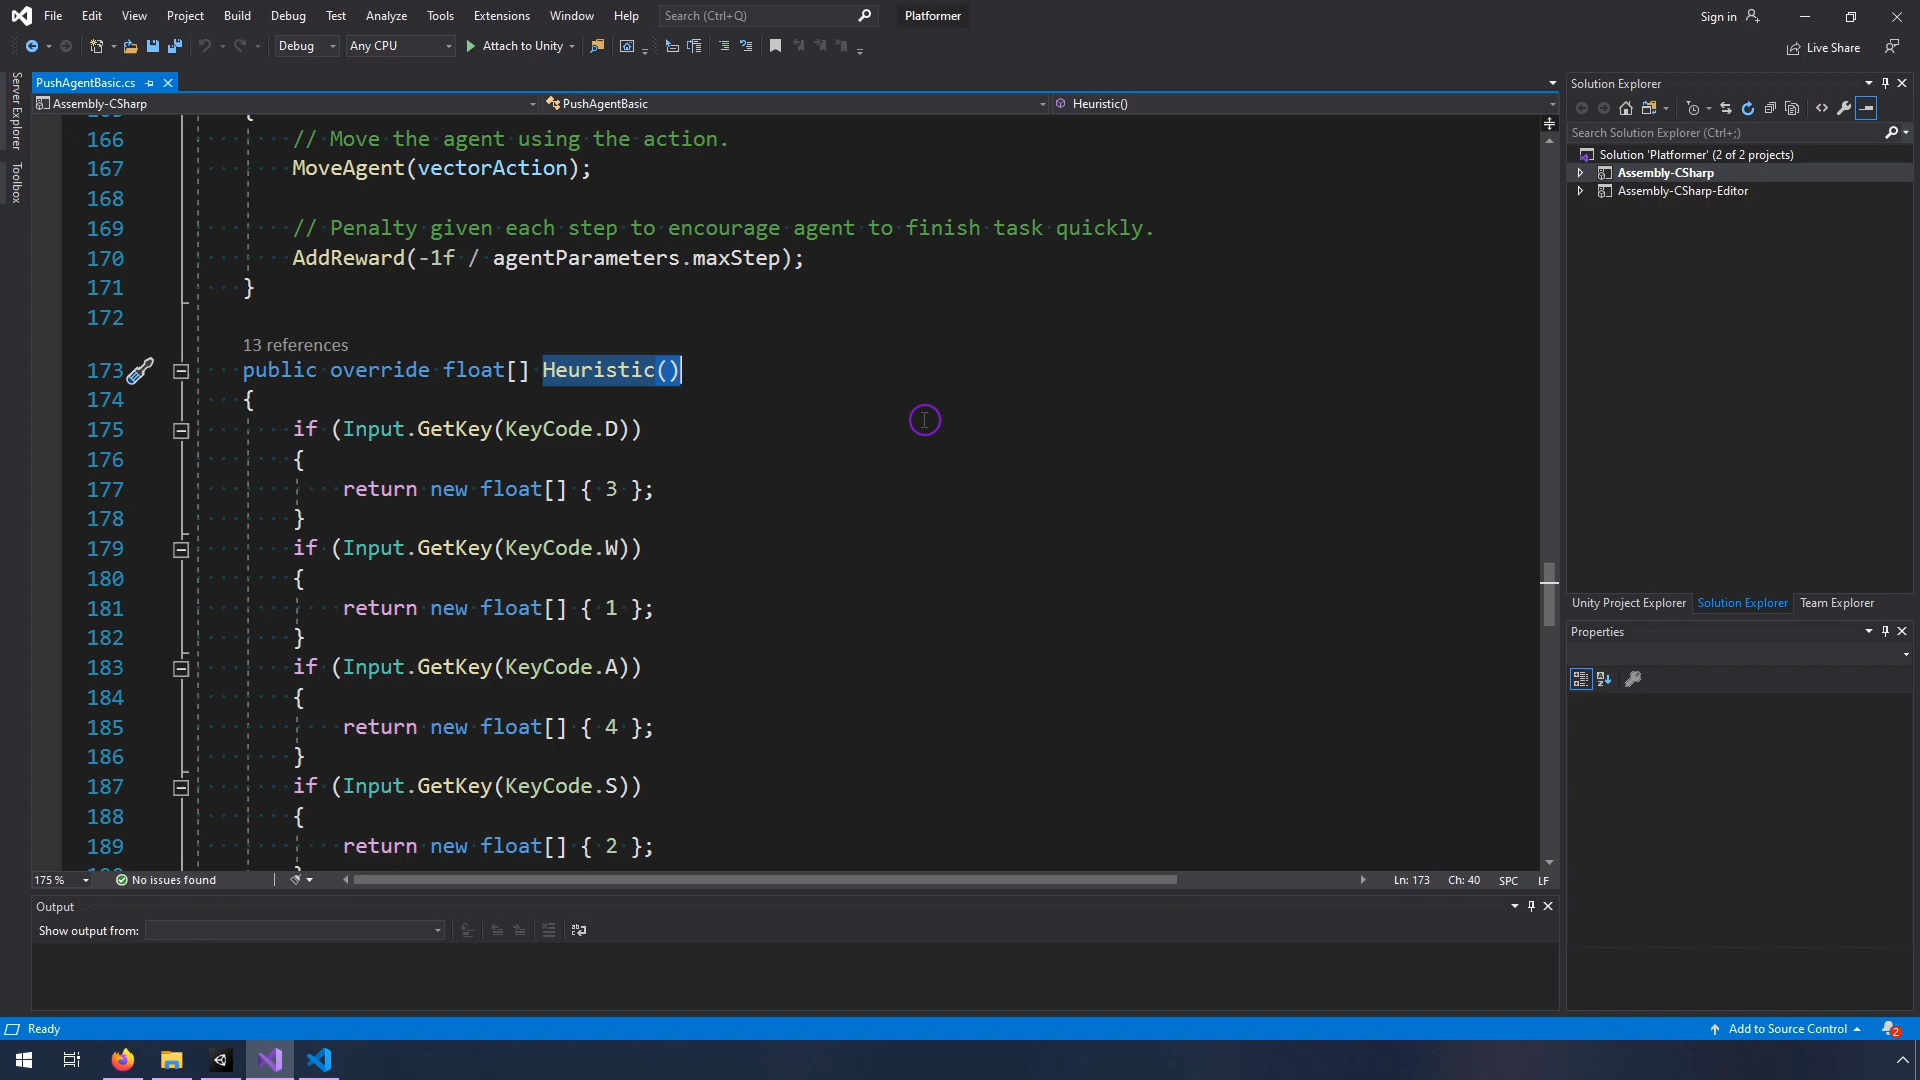 File Edit View Project Build Debug Test Analyze Tools Extensions Window Help Search (Ctrl+Q) Platformer Sign in
Debug Any CPU Attach to Unity Live Share
Server Explorer
Toolbox
PushAgentBasic.cs
Assembly-CSharp PushAgentBasic Heuristic()
166 // Move the agent using the action.
167 MoveAgent(vectorAction);
168
169 // Penalty given each step to encourage agent to finish task quickly.
170 AddReward(-1f / agentParameters.maxStep);
171 }
172
13 references
173 public override float[] Heuristic()
174 {
175 if (Input.GetKey(KeyCode.D))
176 {
177 return new float[] { 3 };
178 }
179 if (Input.GetKey(KeyCode.W))
180 {
181 return new float[] { 1 };
182 }
183 if (Input.GetKey(KeyCode.A))
184 {
185 return new float[] { 4 };
186 }
187 if (Input.GetKey(KeyCode.S))
188 {
189 return new float[] { 2 };
175 % No issues found Ln: 173 Ch: 40 SPC LF
Output
Show output from:
Solution Explorer
Search Solution Explorer (Ctrl+;)
Solution 'Platformer' (2 of 2 projects)
Assembly-CSharp
Assembly-CSharp-Editor
Unity Project Explorer Solution Explorer Team Explorer
Properties
Ready Add to Source Control 2